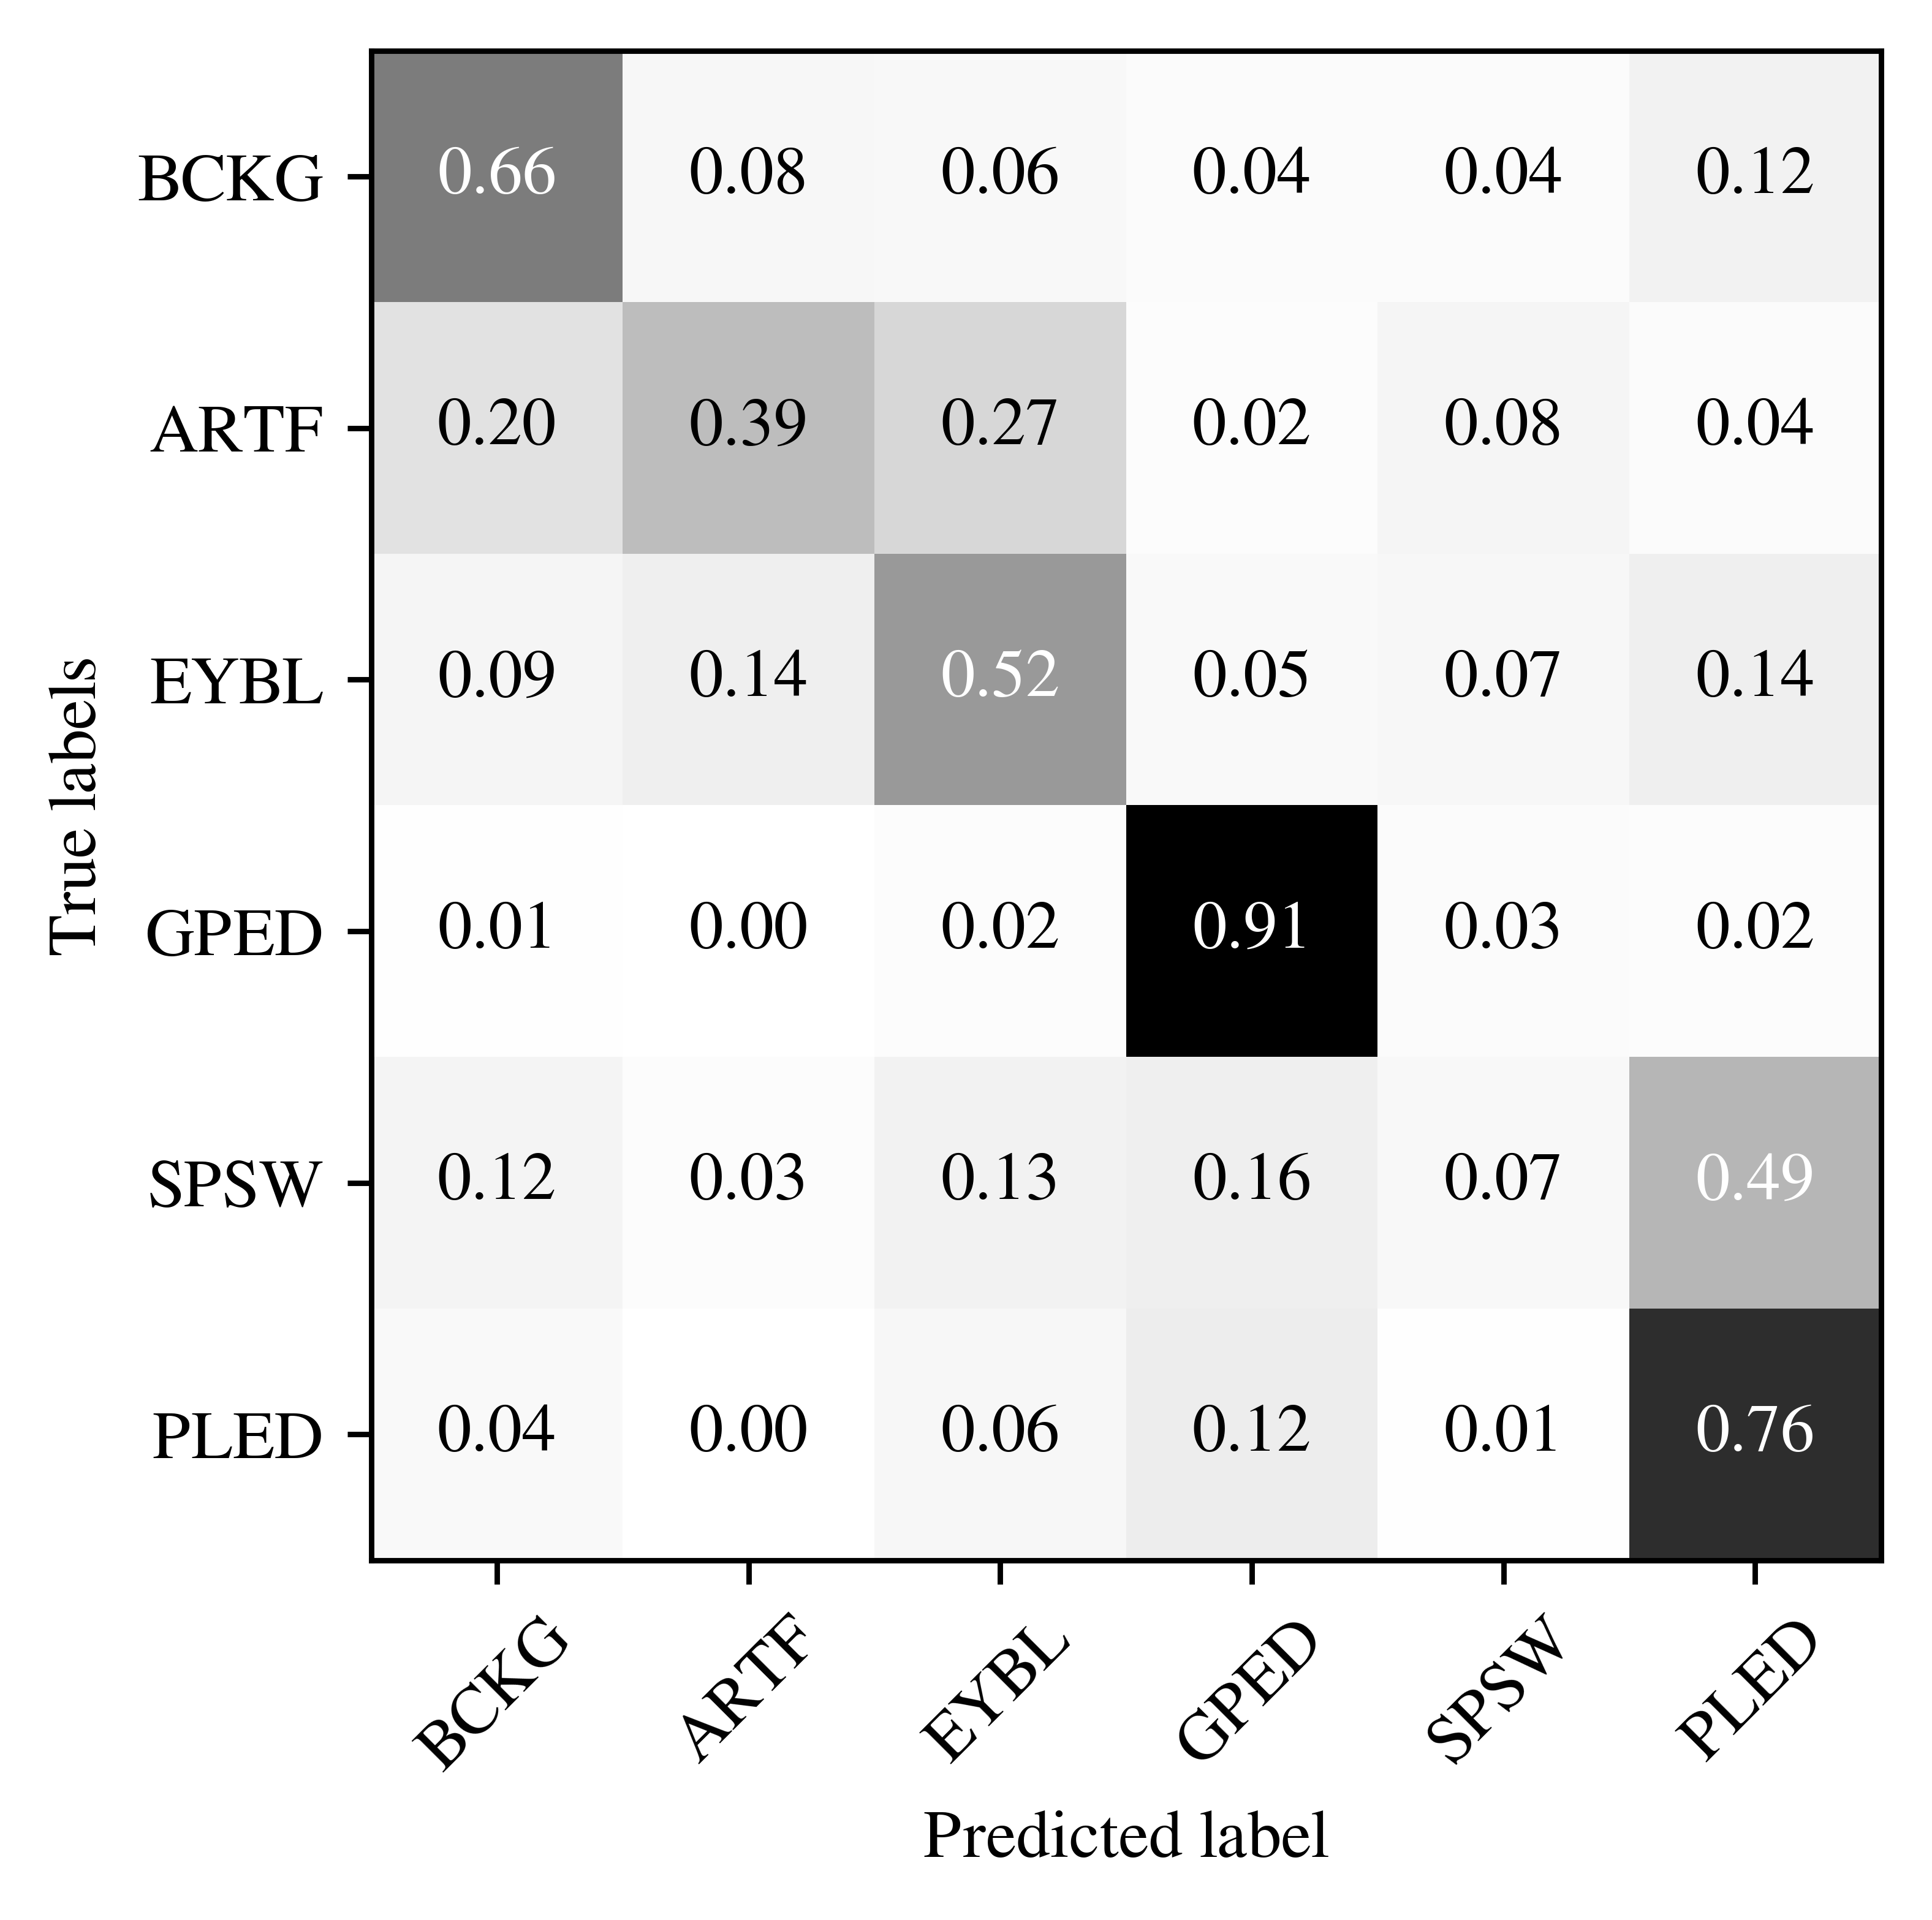 BCKG 0.66 0.08 0.06 0.04 0.04 0.12
ARTF 0.20 0.39 0.27 0.02 0.08 0.04
EYBL 0.09 0.14 0.52 0.05 0.07 0.14
GPED 0.01 0.00 0.02 0.91 0.03 0.02
SPSW 0.12 0.03 0.13 0.16 0.07 0.49
PLED 0.04 0.00 0.06 0.12 0.01 0.76
True labels
BCKG ARTF EYBL GPED SPSW PLED
Predicted label